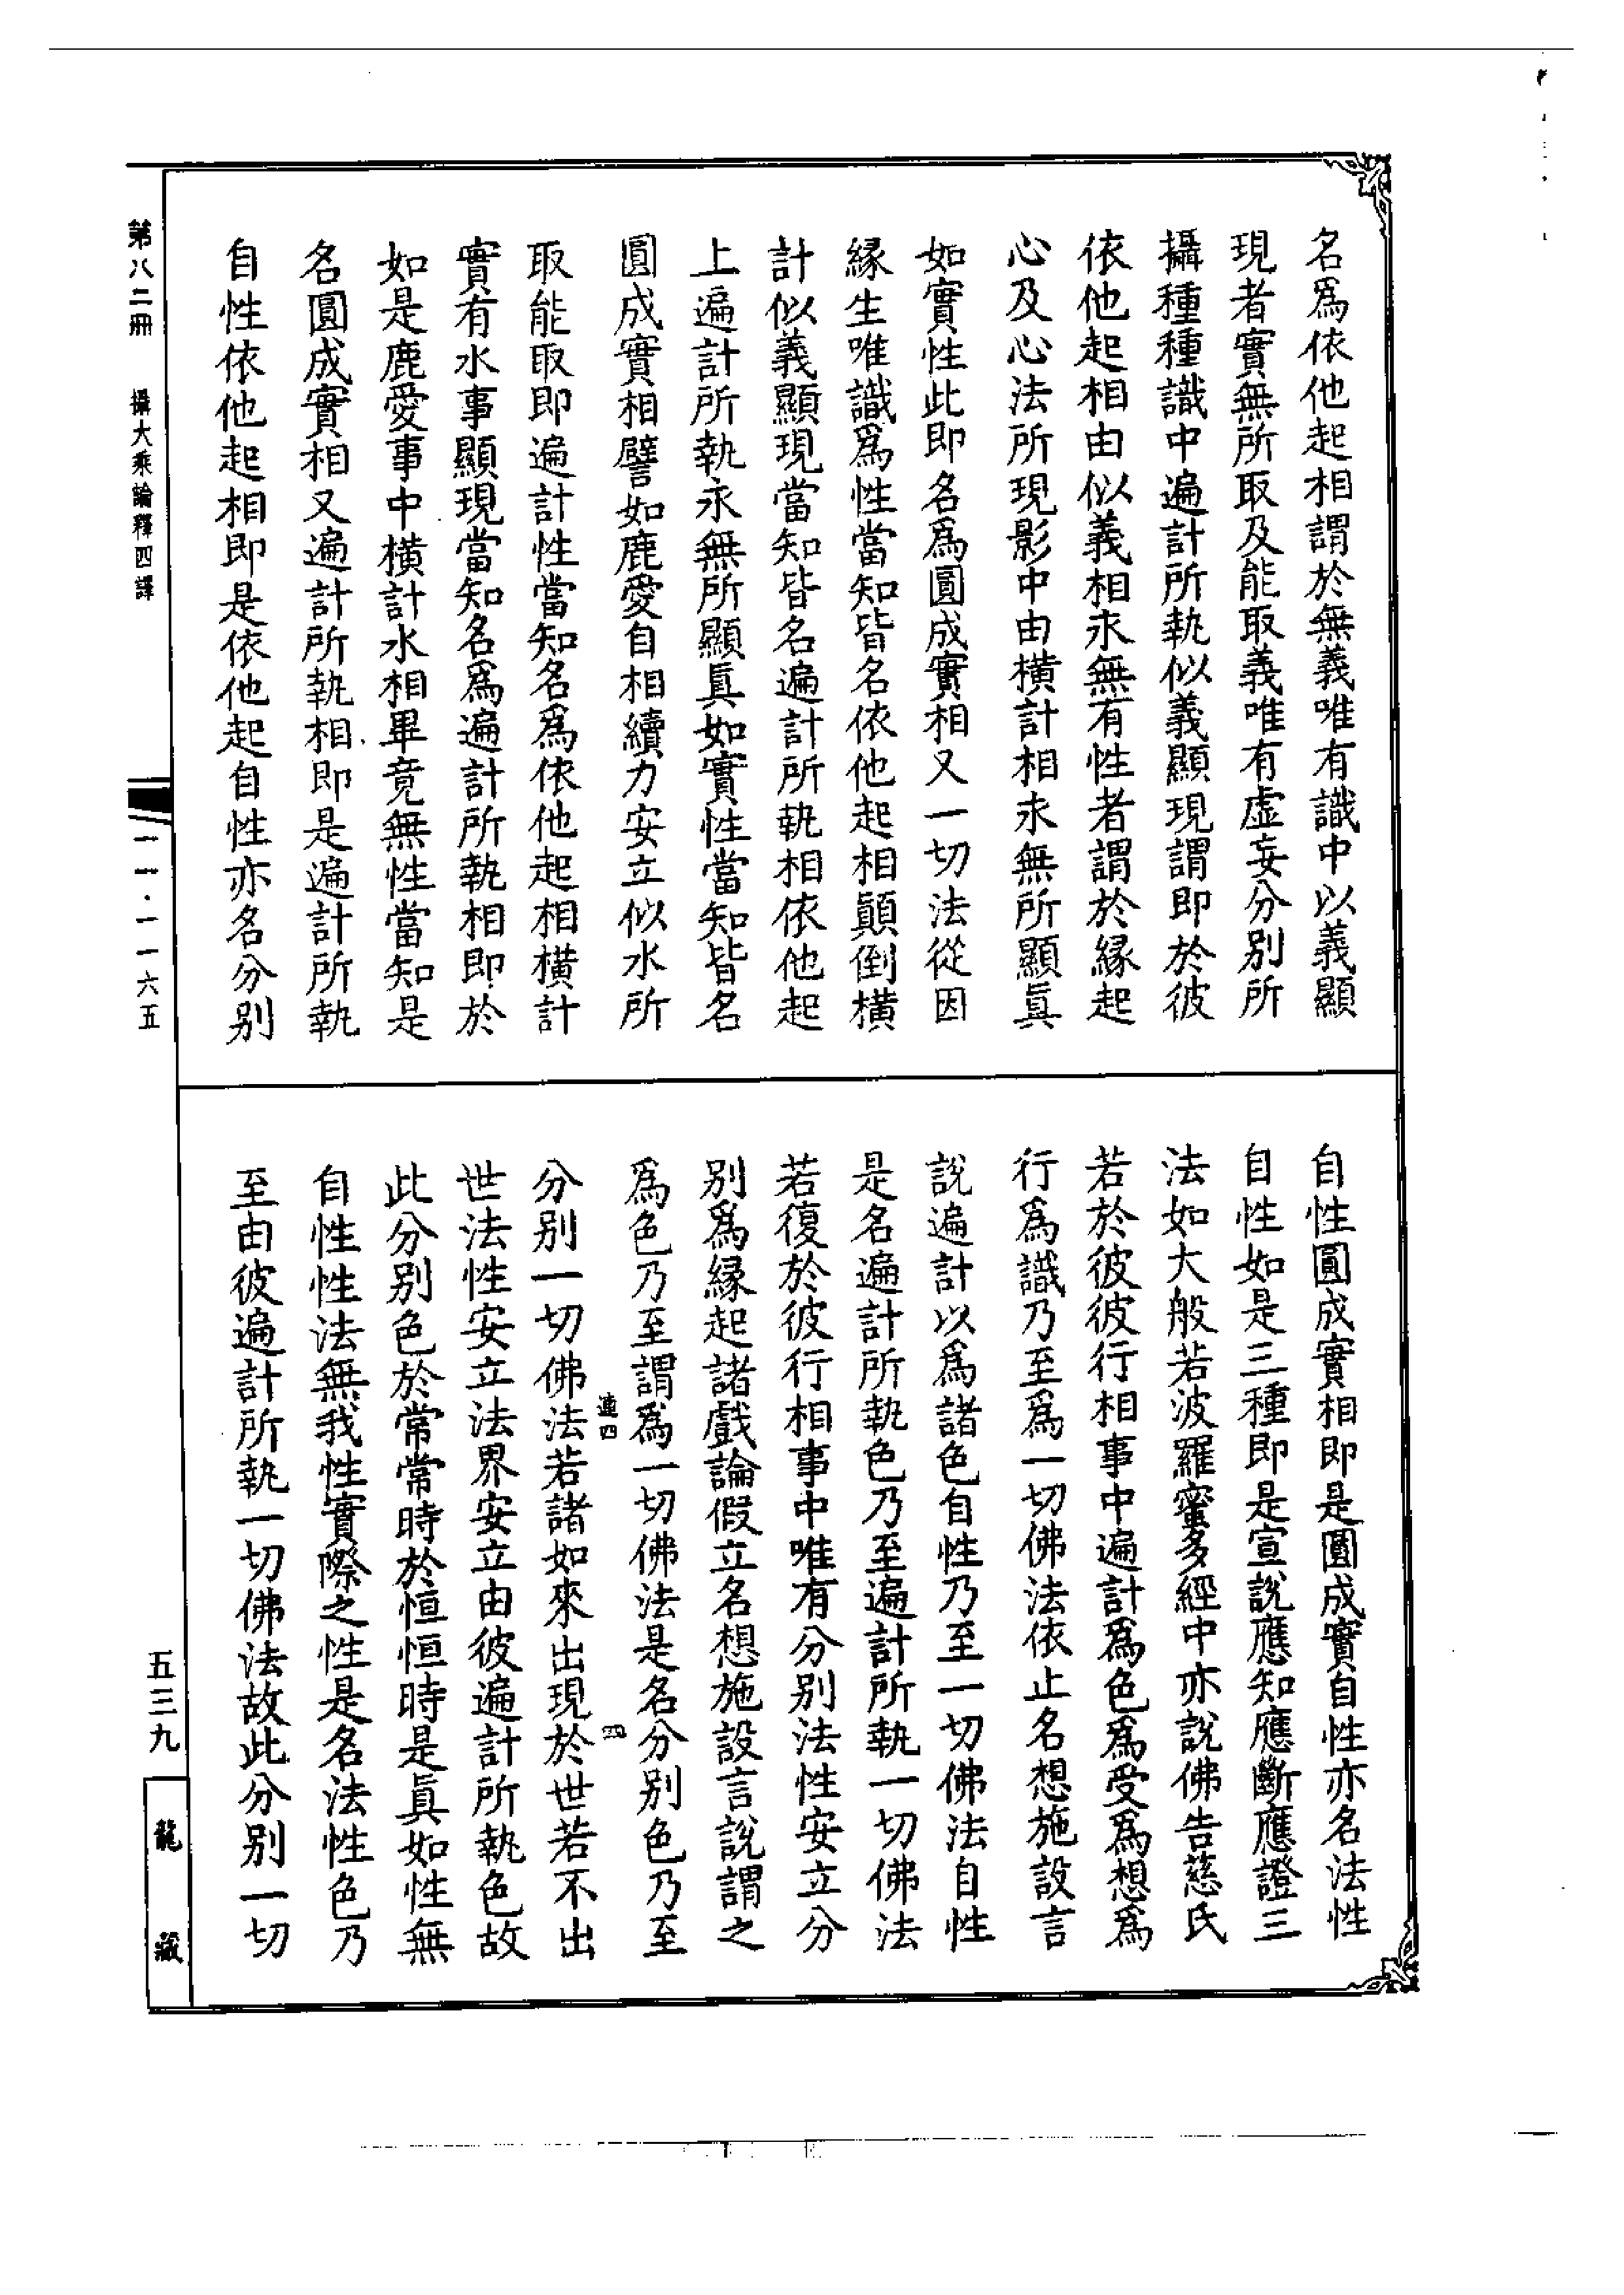 名爲依他起相謂於無義唯有識中以義顯
現者實無所取及能取義唯有虛妄分別所
攝種種識中遍計所執似義顯現謂即於彼
依他起相由似義相永無有性者謂於緣起
心及心法所現影中由橫計相永無所顯眞
如實性此即名爲圓成實相又一切法從因
緣生唯識爲性當知皆名依他起相顛倒橫
計似義顯現當知皆名遍計所執相依他起
上遍計所執永無所顯眞如實性當知皆名
圓成實相譬如鹿愛自相續力安立似水所
取能取即遍計性當知名爲依他起相橫計
實有水事顯現當知名爲遍計所執相即於
如是鹿愛事中橫計水相畢竟無性當知是
名圓成實相又遍計所執相即是遍計所執
自性依他起相即是依他起自性亦名分別
自性圓成實相即是圓成實自性亦名法性
自性如是三種即是宣說應知應斷應證三
法如大般若波羅蜜多經中亦說佛告慈氏
若於彼彼行相事中遍計爲色爲受爲想爲
行爲識乃至爲一切佛法依止名想施設言
說遍計以爲諸色自性乃至一切佛法自性
是名遍計所執色乃至遍計所執一切佛法
若復於彼行相事中唯有分別法性安立分
別爲緣起諸戲論假立名想施設言說謂之
爲色乃至謂爲一切佛法是名分別色乃至
連四
四
分別一切佛法若諸如來出現於世若不出
世法性安立法界安立由彼遍計所執色故
此分別色於常常時於恒恒時是眞如性無
自性性法無我性實際之性是名法性色乃
至由彼遍計所執一切佛法故此分別一切
第八二冊
攝大乘論釋四譯
一一·一一六五
五三九
龍藏